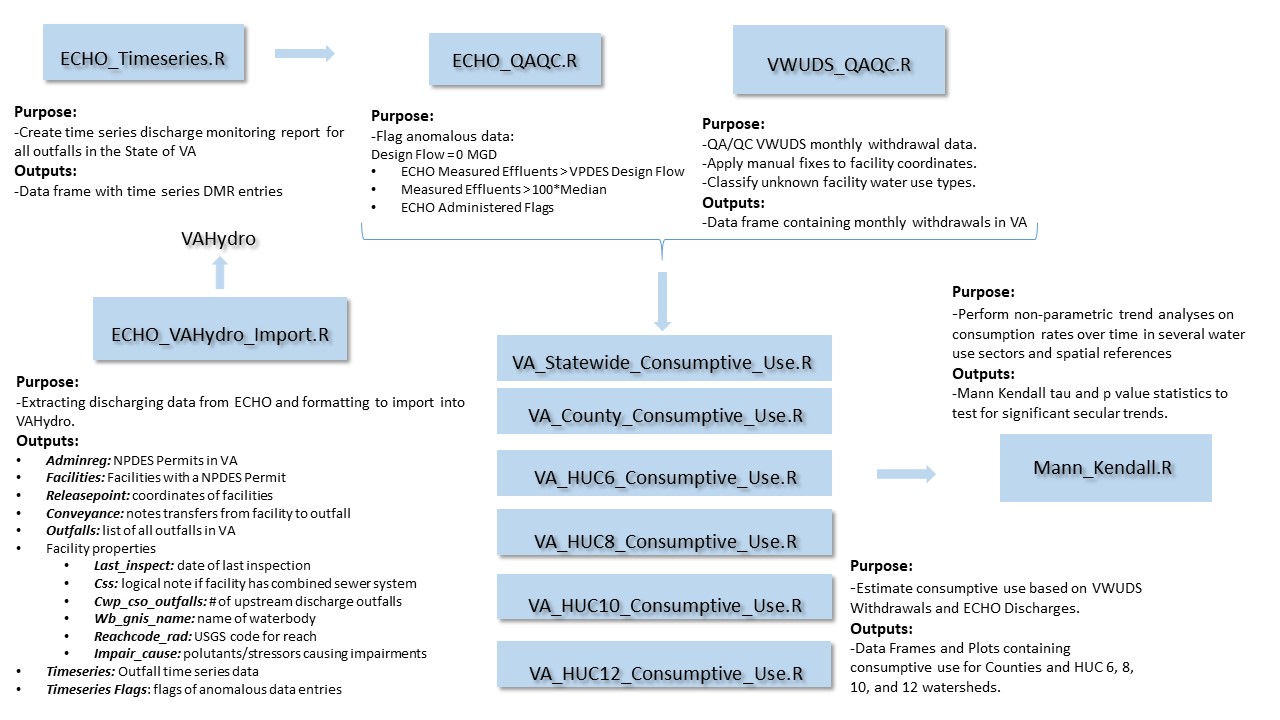 ECHO_Timeseries.R
Purpose:
-Create time series discharge monitoring report for
all outfalls in the State of VA
Outputs:
-Data frame with time series DMR entries
ECHO_QAQC.R
Purpose:
-Flag anomalous data:
Design Flow = 0 MGD
• ECHO Measured Effluents > VPDES Design Flow
• Measured Effluents > 100*Median
• ECHO Administered Flags
VWUDS_QAQC.R
Purpose:
-QA/QC VWUDS monthly withdrawal data.
-Apply manual fixes to facility coordinates.
-Classify unknown facility water use types.
Outputs:
-Data frame containing monthly withdrawals in VA
VAHydro
ECHO_VAHydro_Import.R
Purpose:
-Extracting discharging data from ECHO and formatting to import into
VAHydro.
Outputs:
• Adminreg: NPDES Permits in VA
• Facilities: Facilities with a NPDES Permit
• Releasepoint: coordinates of facilities
• Conveyance: notes transfers from facility to outfall
• Outfalls: list of all outfalls in VA
• Facility properties
• Last_inspect: date of last inspection
• Css: logical note if facility has combined sewer system
• Cwp_cso_outfalls: # of upstream discharge outfalls
• Wb_gnis_name: name of waterbody
• Reachcode_rad: USGS code for reach
• Impair_cause: polutants/stressors causing impairments
• Timeseries: Outfall time series data
• Timeseries Flags: flags of anomalous data entries
VA_Statewide_Consumptive_Use.R
VA_County_Consumptive_Use.R
VA_HUC6_Consumptive_Use.R
VA_HUC8_Consumptive_Use.R
VA_HUC10_Consumptive_Use.R
VA_HUC12_Consumptive_Use.R
Purpose:
-Perform non-parametric trend analyses on
consumption rates over time in several water
use sectors and spatial references
Outputs:
-Mann Kendall tau and p value statistics to
test for significant secular trends.
Mann_Kendall.R
Purpose:
-Estimate consumptive use based on VWUDS
Withdrawals and ECHO Discharges.
Outputs:
-Data Frames and Plots containing
consumptive use for Counties and HUC 6, 8,
10, and 12 watersheds.